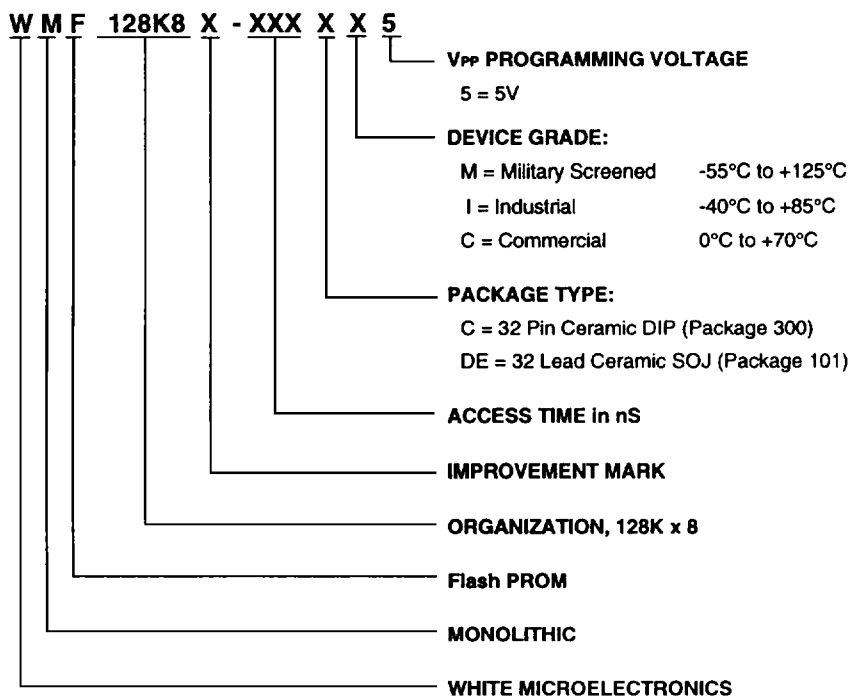 W M F 128K8 X - XXX X X 5
VPP PROGRAMMING VOLTAGE
5 = 5V
DEVICE GRADE:
M = Military Screened -55°C to +125°C
I = Industrial -40°C to +85°C
C = Commercial 0°C to +70°C
PACKAGE TYPE:
C = 32 Pin Ceramic DIP (Package 300)
DE = 32 Lead Ceramic SOJ (Package 101)
ACCESS TIME in nS
IMPROVEMENT MARK
ORGANIZATION, 128K x 8
Flash PROM
MONOLITHIC
WHITE MICROELECTRONICS